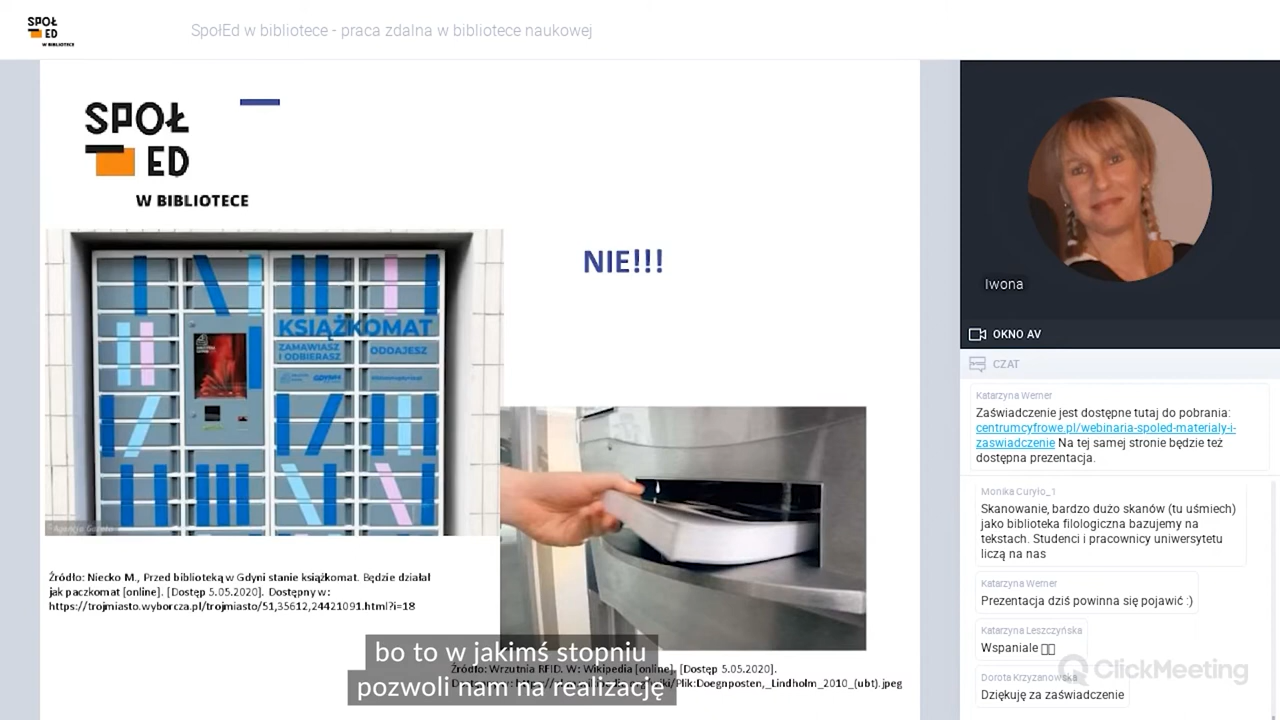 SPOŁ
ED
W BIBLIOTECE
SpołEd w bibliotece - praca zdalna w bibliotece naukowej
SPOŁ
ED
W BIBLIOTECE
NIE!!!
KSIĄŻKOMAT
ZAMAWIASZ
I ODBIERASZ
ODDAJESZ
Źródło: Niecko M., Przed biblioteką w Gdyni stanie książkomat. Będzie działał
jak paczkomat [online]. [Dostęp 5.05.2020]. Dostępny w:
https://trojmiasto.wyborcza.pl/trojmiasto/51,35612,24421091.html?i=18
Źródło: Wrzutnia RFID. W: Wikipedia [online]. [Dostęp 5.05.2020].
Plik:Doegnposten,_Lindholm_2010_(ubt).jpeg
bo to w jakimś stopniu
pozwoli nam na realizację
Iwona
OKNO AV
CZAT
Katarzyna Werner
Zaświadczenie jest dostępne tutaj do pobrania:
centrumcyfrowe.pl/webinaria-spoled-materialy-i-
zaswiadczenie Na tej samej stronie będzie też
dostępna prezentacja.
Monika Curyło_1
Skanowanie, bardzo dużo skanów (tu uśmiech)
jako biblioteka filologiczna bazujemy na
tekstach. Studenci i pracownicy uniwersytetu
liczą na nas
Katarzyna Werner
Prezentacja dziś powinna się pojawić :)
Katarzyna Leszczyńska
Wspaniale
Dorota Krzyzanowska
Dziękuję za zaświadczenie
ClickMeeting